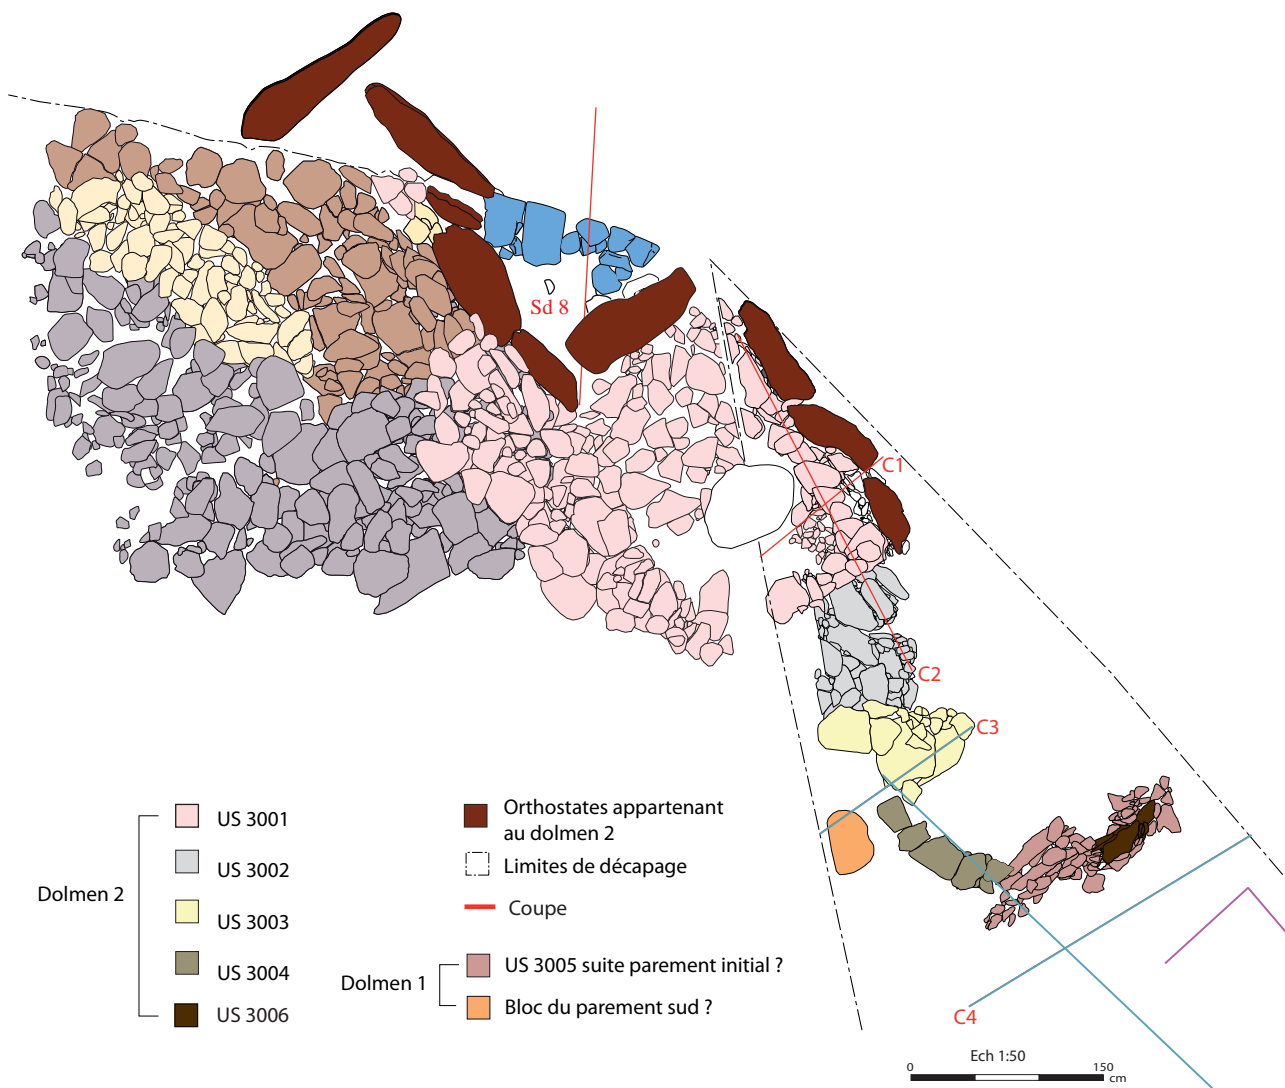 Sd 8
C1
C2
C3
C4
Dolmen 2
US 3001
US 3002
US 3003
US 3004
US 3006
Orthostates appartenant
au dolmen 2
Limites de décapage
Coupe
Dolmen 1
US 3005 suite parement initial ?
Bloc du parement sud ?
Ech 1:50
0 150
cm